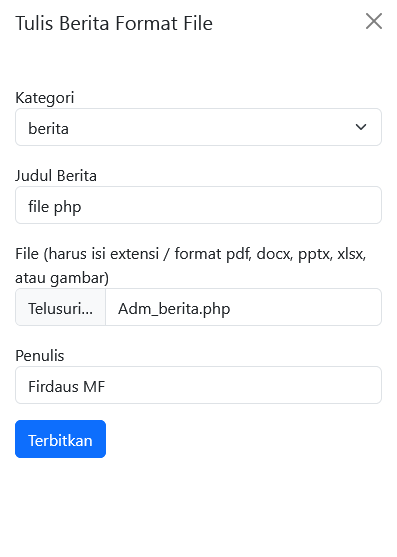 Tulis Berita Format File
Kategori
berita
Judul Berita
file php
File (harus isi extensi / format pdf, docx, pptx, xlsx,
atau gambar)
Telusuri... Adm_berita.php
Penulis
Firdaus MF
Terbitkan